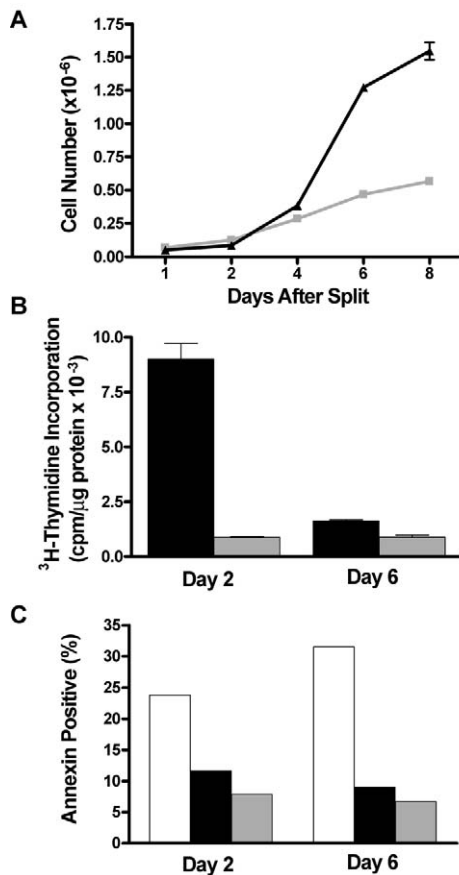 A
Cell Number (x10⁻⁶)
1.75
1.50
1.25
1.00
0.75
0.50
0.25
0.00
1 2 4 6 8
Days After Split
B
³H-Thymidine Incorporation
(cpm/μg protein x 10⁻³)
10.0
7.5
5.0
2.5
0.0
Day 2 Day 6
C
Annexin Positive (%)
35
30
25
20
15
10
5
0
Day 2 Day 6